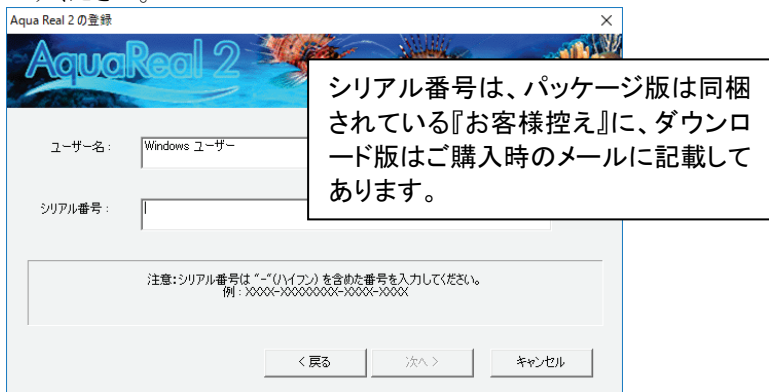 Aqua Real 2 の登録
AquaReal 2
シリアル番号は、パッケージ版は同梱
されている『お客様控え』に、ダウンロ
ード版はご購入時のメールに記載して
あります。
ユーザー名：
Windows ユーザー
シリアル番号：
注意：シリアル番号は “-”(ハイフン) を含めた番号を入力してください。
例：XXXX-XXXXXXXX-XXXX-XXXX
< 戻る
次へ >
キャンセル